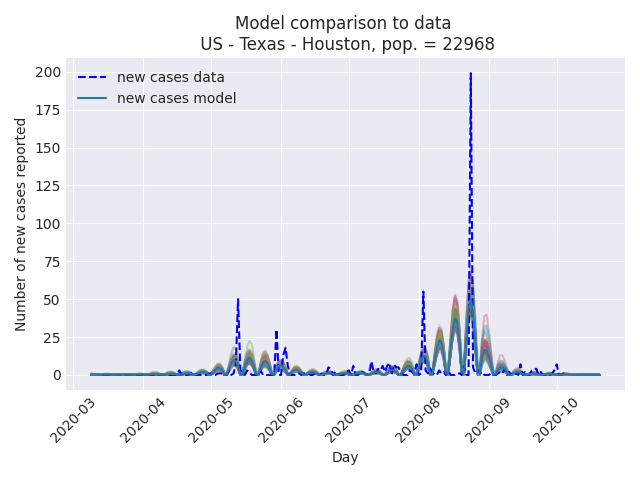 Model comparison to data
US - Texas - Houston, pop. = 22968
new cases data
new cases model
Number of new cases reported
200
175
150
125
100
75
50
25
0
2020-03
2020-04
2020-05
2020-06
2020-07
2020-08
2020-09
2020-10
Day